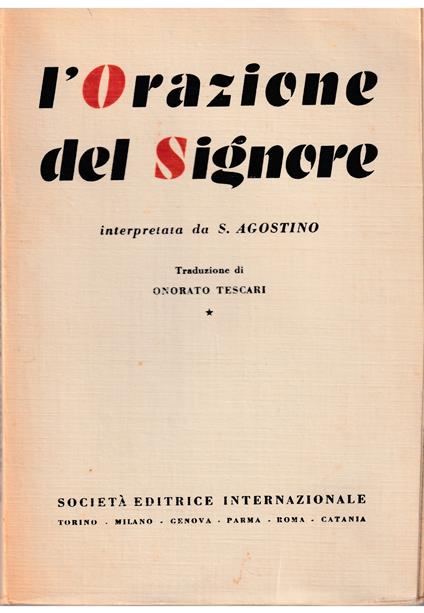 l'Orazione
del Signore
interpretata da S. AGOSTINO
Traduzione di
ONORATO TESCARI
★
SOCIETÀ EDITRICE INTERNAZIONALE
TORINO - MILANO - GENOVA - PARMA - ROMA - CATANIA